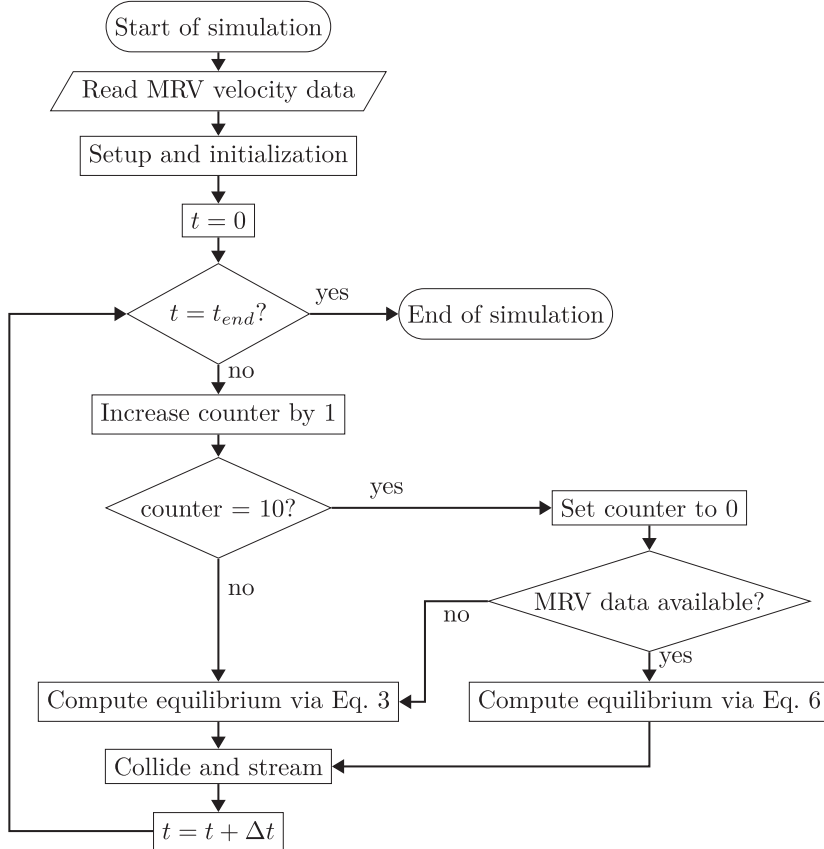 Start of simulation
Read MRV velocity data
Setup and initialization
t = 0
t = t_{end}?
yes
End of simulation
no
Increase counter by 1
counter = 10?
yes
Set counter to 0
no
MRV data available?
no
yes
Compute equilibrium via Eq. 3
Compute equilibrium via Eq. 6
Collide and stream
t = t + Δt